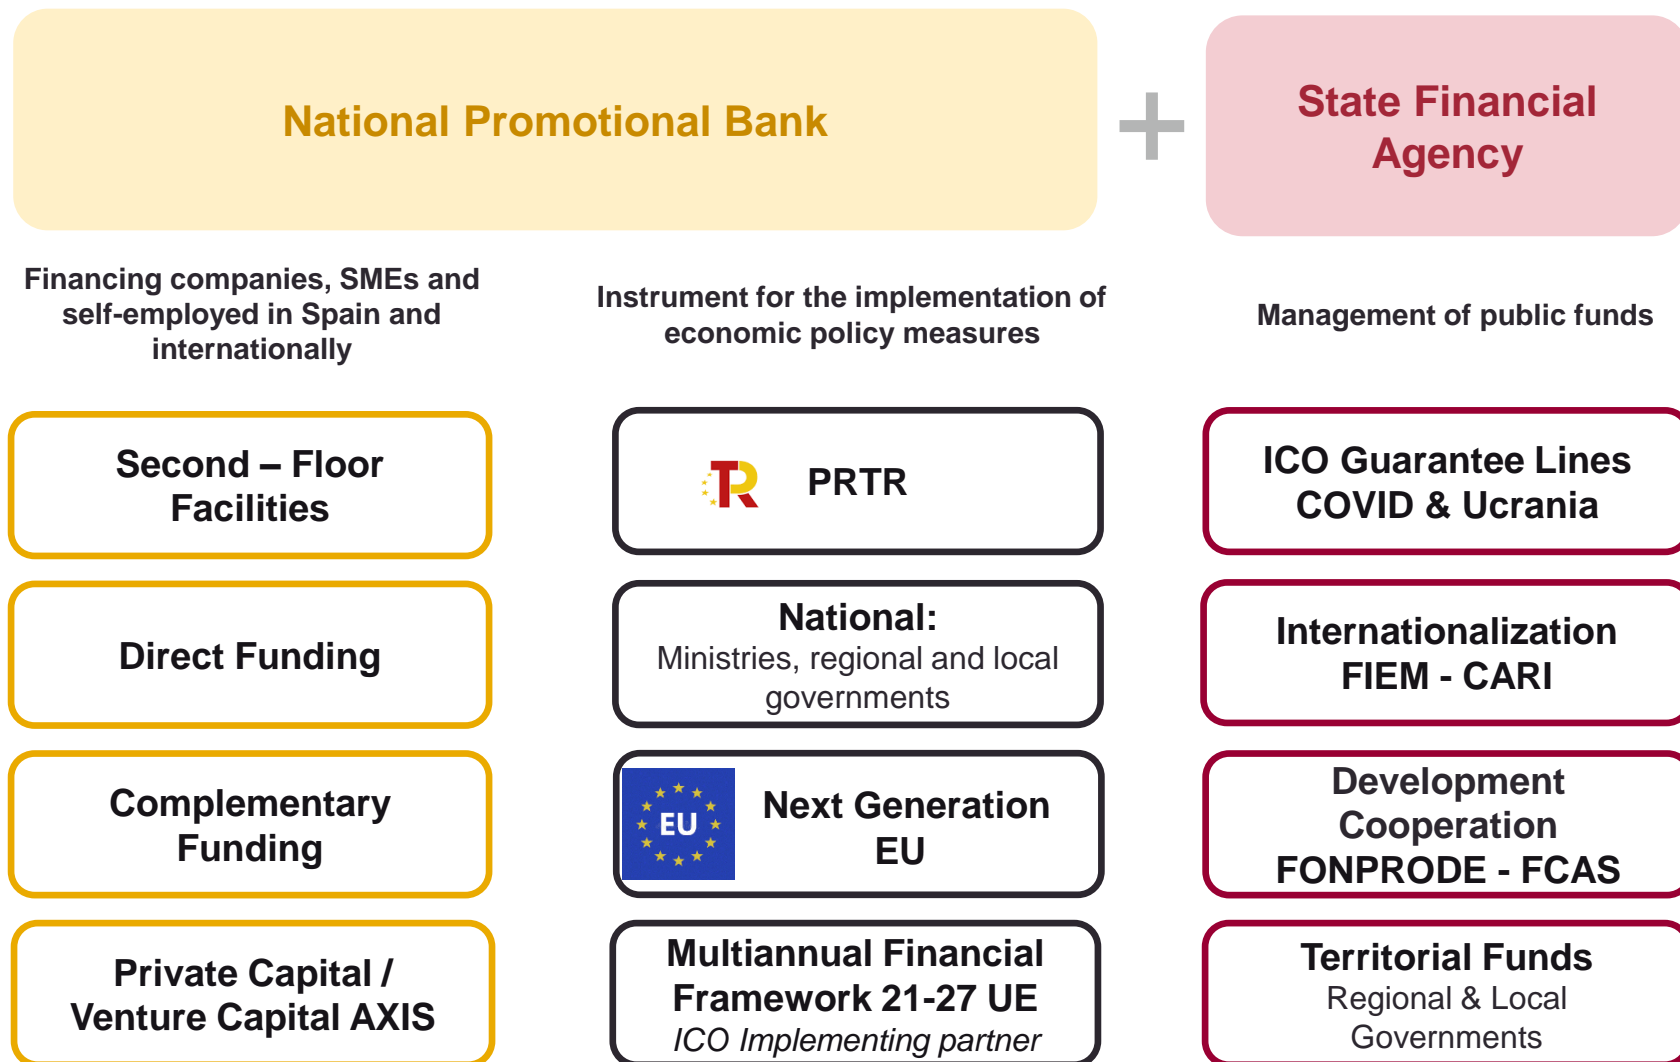 National Promotional Bank
State Financial
Agency
Financing companies, SMEs and
self-employed in Spain and
internationally
Instrument for the implementation of
economic policy measures
Management of public funds
Second – Floor
Facilities
Direct Funding
Complementary
Funding
Private Capital /
Venture Capital AXIS
TR PRTR
National:
Ministries, regional and local
governments
EU
Next Generation
EU
Multiannual Financial
Framework 21-27 UE
ICO Implementing partner
ICO Guarantee Lines
COVID & Ucrania
Internationalization
FIEM - CARI
Development
Cooperation
FONPRODE - FCAS
Territorial Funds
Regional & Local
Governments